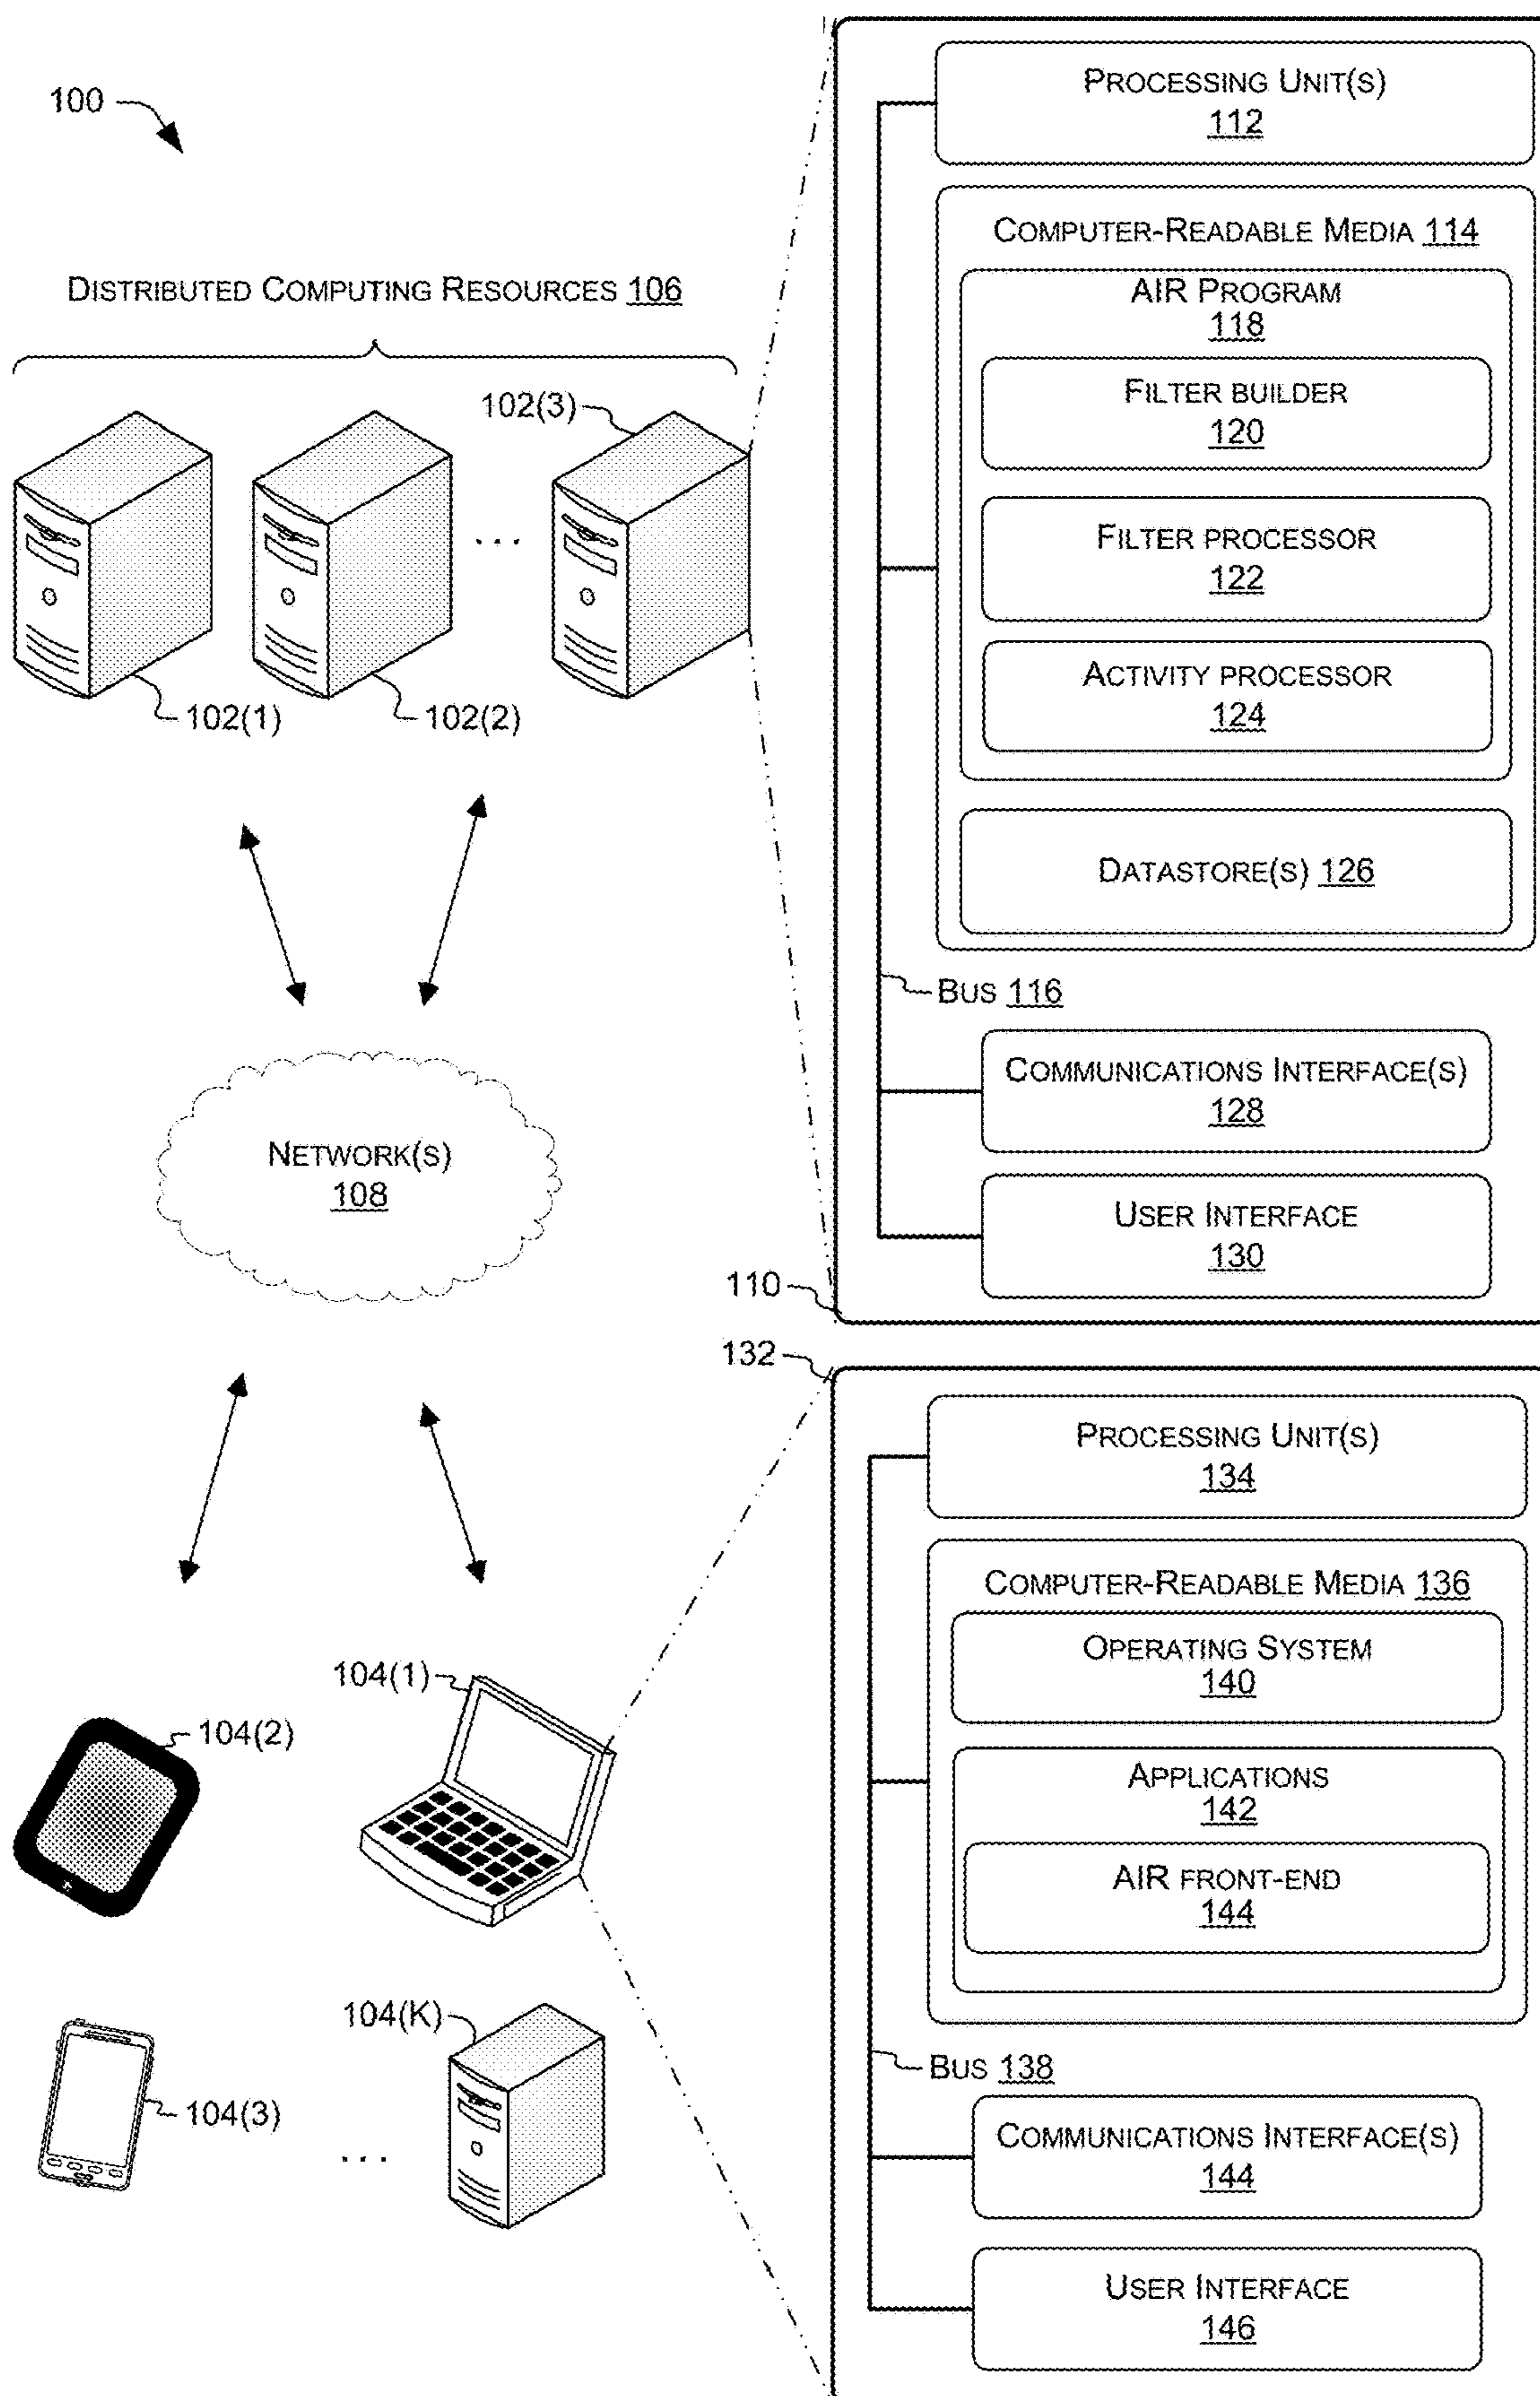 100
DISTRIBUTED COMPUTING RESOURCES 106
102(3)
102(1)
102(2)
...
NETWORK(S)
108
104(1)
104(2)
104(K)
104(3)
...
PROCESSING UNIT(S)
112
COMPUTER-READABLE MEDIA 114
AIR PROGRAM
118
FILTER BUILDER
120
FILTER PROCESSOR
122
ACTIVITY PROCESSOR
124
DATASTORE(S) 126
BUS 116
COMMUNICATIONS INTERFACE(S)
128
USER INTERFACE
130
110
132
PROCESSING UNIT(S)
134
COMPUTER-READABLE MEDIA 136
OPERATING SYSTEM
140
APPLICATIONS
142
AIR FRONT-END
144
BUS 138
COMMUNICATIONS INTERFACE(S)
144
USER INTERFACE
146